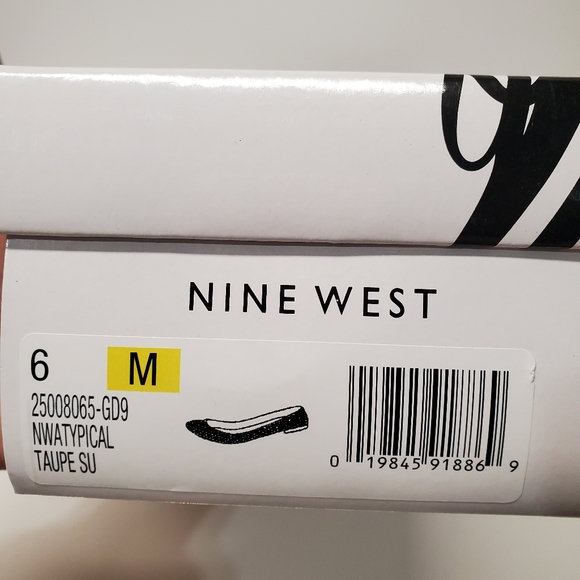 NINE WEST
6 M
25008065-GD9
NWATYPICAL
TAUPE SU
0 19845 91886 9